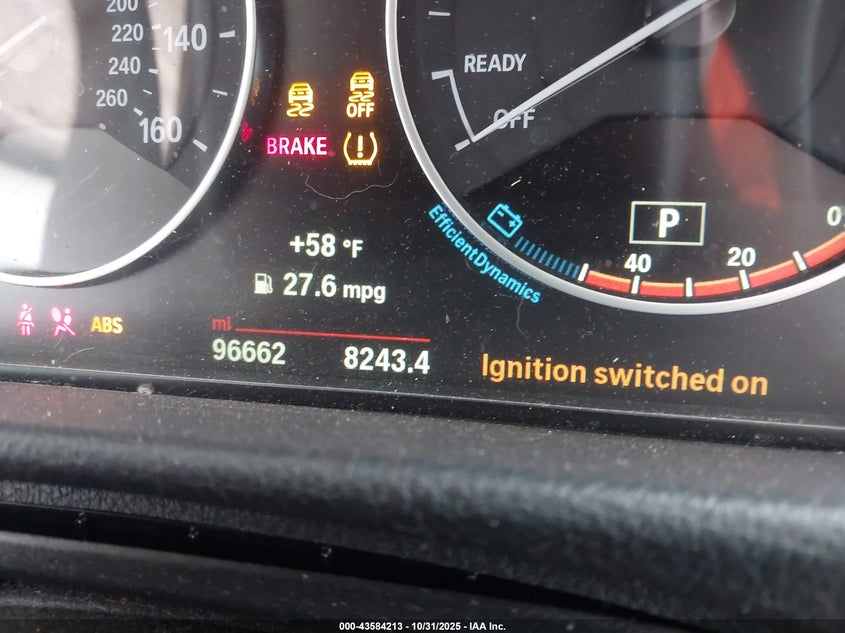 200
220
240
260
140
160
OFF
BRAKE
READY
OFF
P
EfficientDynamics
40
20
0
+58 °F
27.6 mpg
ABS
mi
96662 8243.4
Ignition switched on
000-43584213 - 10/31/2025 - IAA Inc.